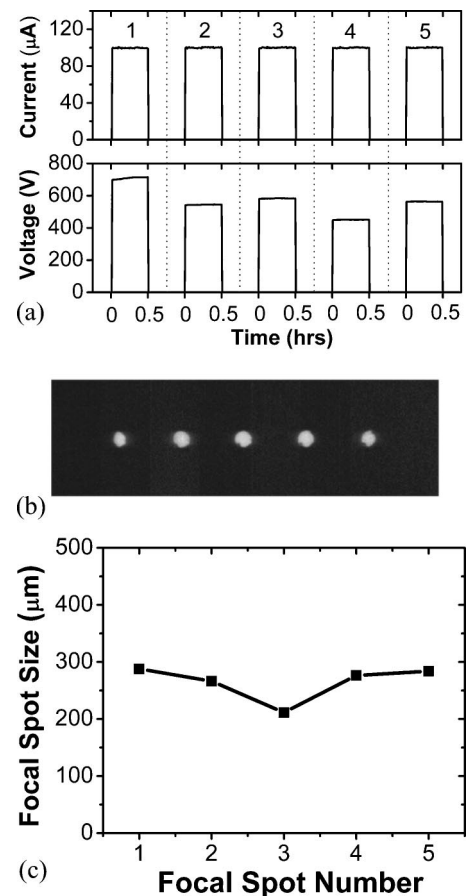 120
80
40
0
Current (μA)
1 2 3 4 5
800
600
400
200
0
Voltage (V)
0 0.5 0 0.5 0 0.5 0 0.5 0 0.5
Time (hrs)
(a)
(b)
500
400
300
200
100
0
Focal Spot Size (μm)
1 2 3 4 5
Focal Spot Number
(c)